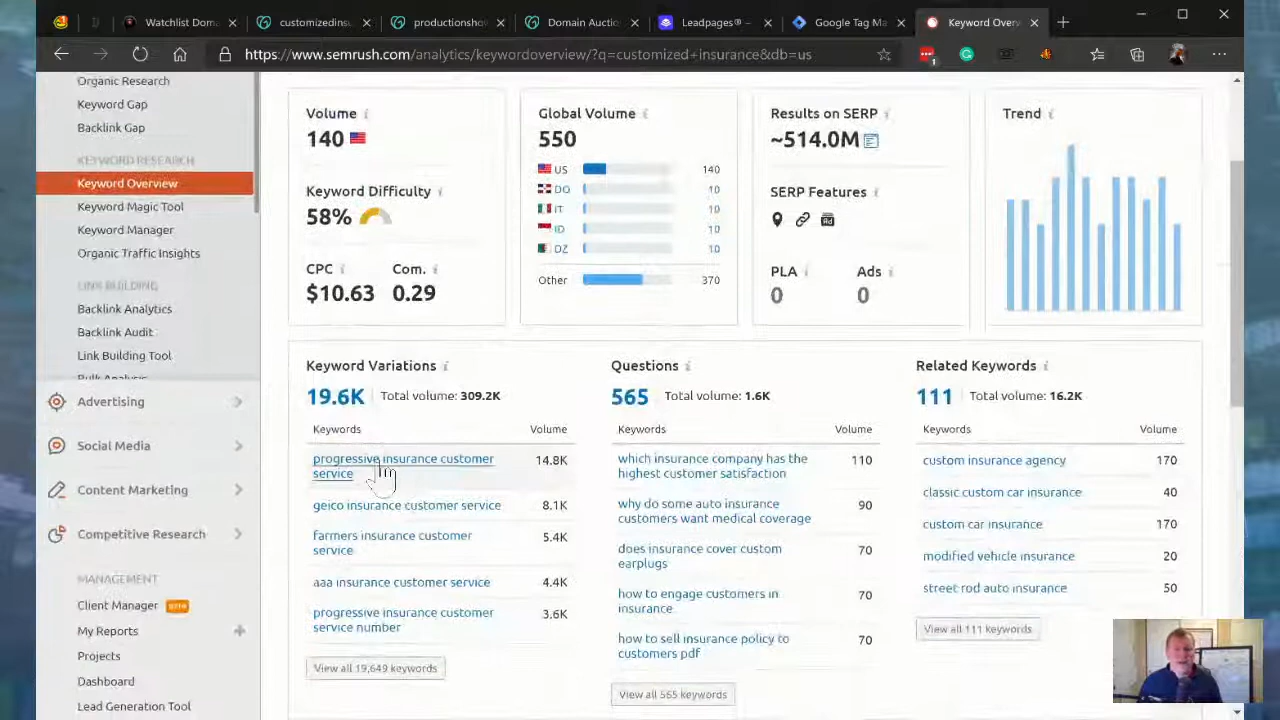 Watchlist Doma
customizedinsu
productionshov
Domain Auctio
Leadpages® –
Google Tag Ma
Keyword Overv
https://www.semrush.com/analytics/keywordoverview/?q=customized+insurance&db=us
1
Organic Research
Keyword Gap
Backlink Gap
KEYWORD RESEARCH
Keyword Overview
Keyword Magic Tool
Keyword Manager
Organic Traffic Insights
LINK BUILDING
Backlink Analytics
Backlink Audit
Link Building Tool
Bulk Analysis
Advertising
Social Media
Content Marketing
Competitive Research
MANAGEMENT
Client Manager BETA
My Reports
Projects
Dashboard
Lead Generation Tool
Volume
140
Keyword Difficulty
58%
CPC
Com.
$10.63
0.29
Global Volume
550
US 140
DO 10
IT 10
ID 10
DZ 10
Other 370
Results on SERP
~514.0M
SERP Features
PLA
Ads
0
0
Trend
Keyword Variations
19.6K Total volume: 309.2K
Keywords Volume
progressive insurance customer
service
14.8K
geico insurance customer service 8.1K
farmers insurance customer
service
5.4K
aaa insurance customer service 4.4K
progressive insurance customer
service number
3.6K
View all 19,649 keywords
Questions
565 Total volume: 1.6K
Keywords Volume
which insurance company has the
highest customer satisfaction
110
why do some auto insurance
customers want medical coverage
90
does insurance cover custom
earplugs
70
how to engage customers in
insurance
70
how to sell insurance policy to
customers pdf
70
View all 565 keywords
Related Keywords
111 Total volume: 16.2K
Keywords Volume
custom insurance agency 170
classic custom car insurance 40
custom car insurance 170
modified vehicle insurance 20
street rod auto insurance 50
View all 111 keywords